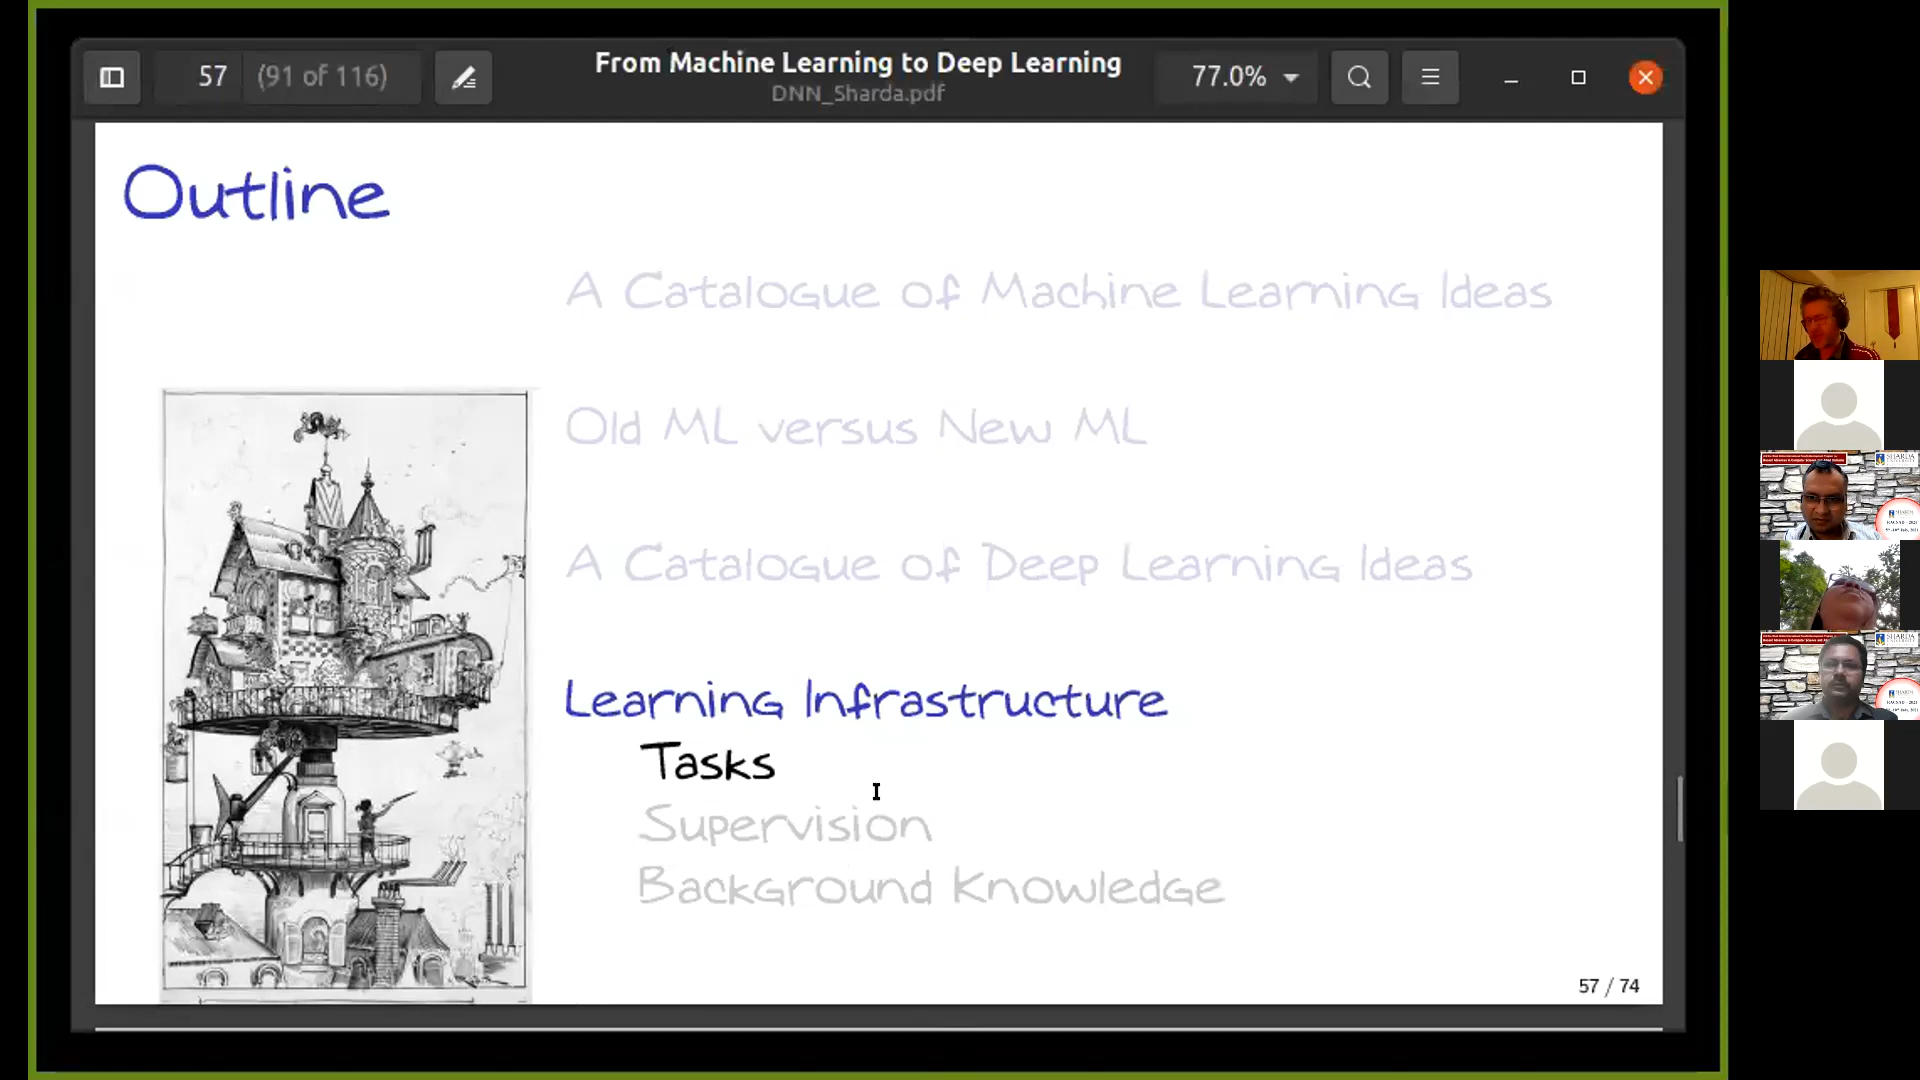 57 (91 of 116)
From Machine Learning to Deep Learning
DNN_Sharda.pdf
77.0%
Outline
A Catalogue of Machine Learning Ideas
Old ML versus New ML
A Catalogue of Deep Learning Ideas
Learning Infrastructure
Tasks
Supervision
Background Knowledge
57 / 74
SHARDA
SHARDA